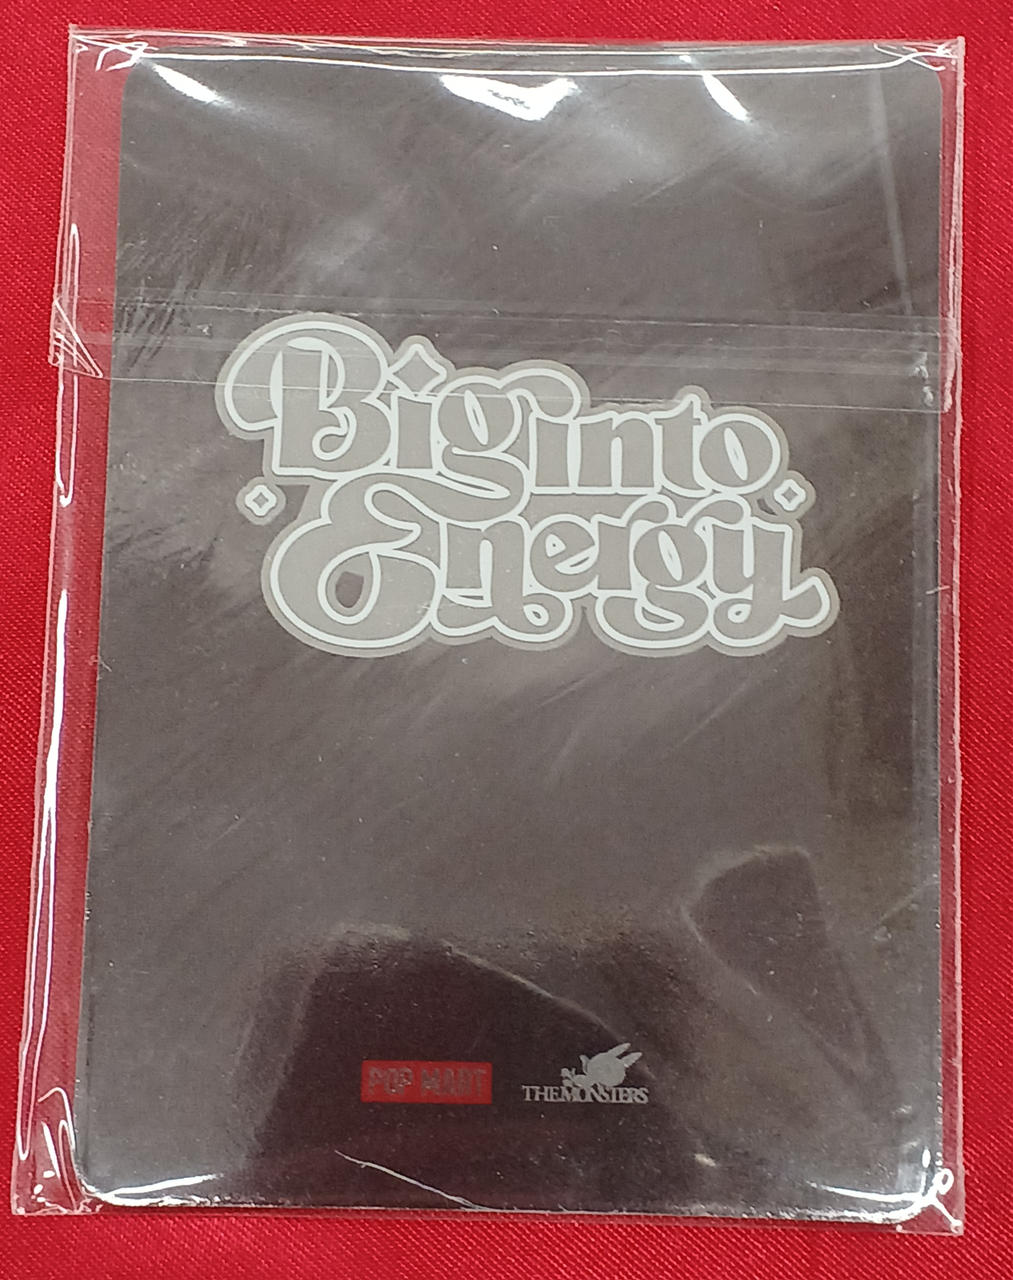 Big into
Energy
POP MART
THE MONSTERS